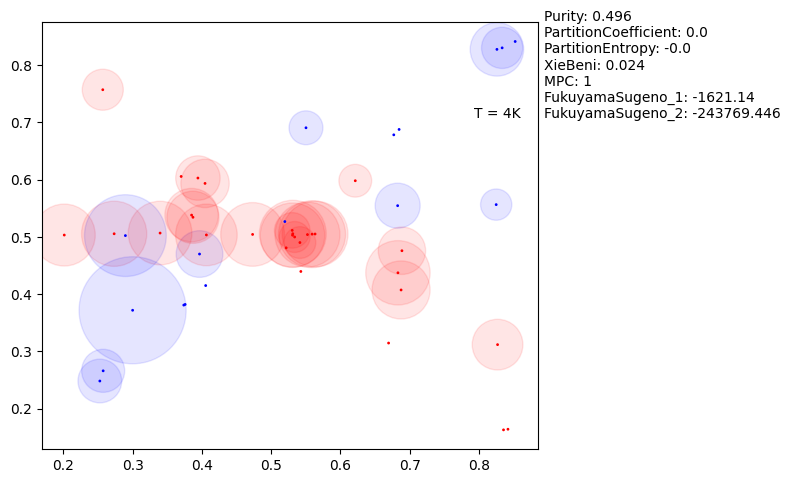 Purity: 0.496
PartitionCoefficient: 0.0
PartitionEntropy: -0.0
XieBeni: 0.024
MPC: 1
FukuyamaSugeno_1: -1621.14
FukuyamaSugeno_2: -243769.446
T = 4K
0.8
0.7
0.6
0.5
0.4
0.3
0.2
0.2 0.3 0.4 0.5 0.6 0.7 0.8